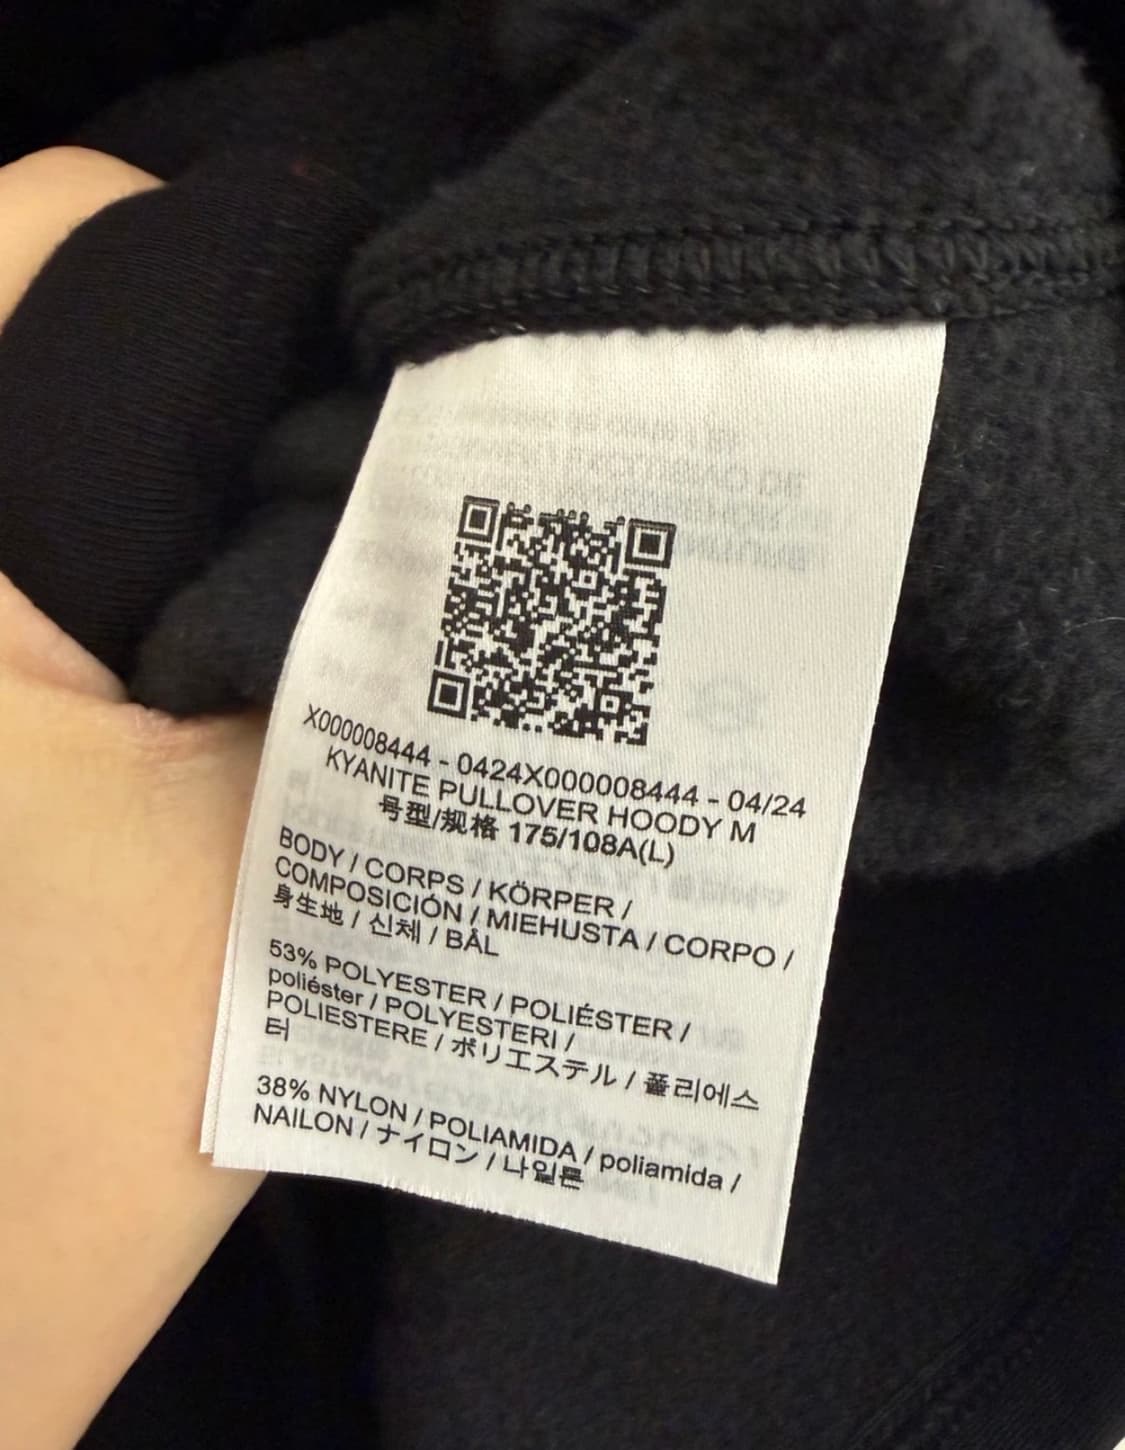 X000008444 - 0424X000008444 - 04/24
KYANITE PULLOVER HOODY M
号型/规格 175/108A(L)
BODY / CORPS / KÖRPER /
COMPOSICIÓN / MIEHUSTA / CORPO /
身生地 / 신체 / BÅL
53% POLYESTER / POLIÉSTER /
poliéster / POLYESTERI /
POLIESTERE / ポリエステル / 폴리에스
터
38% NYLON / POLIAMIDA / poliamida /
NAILON / ナイロン / 나일론